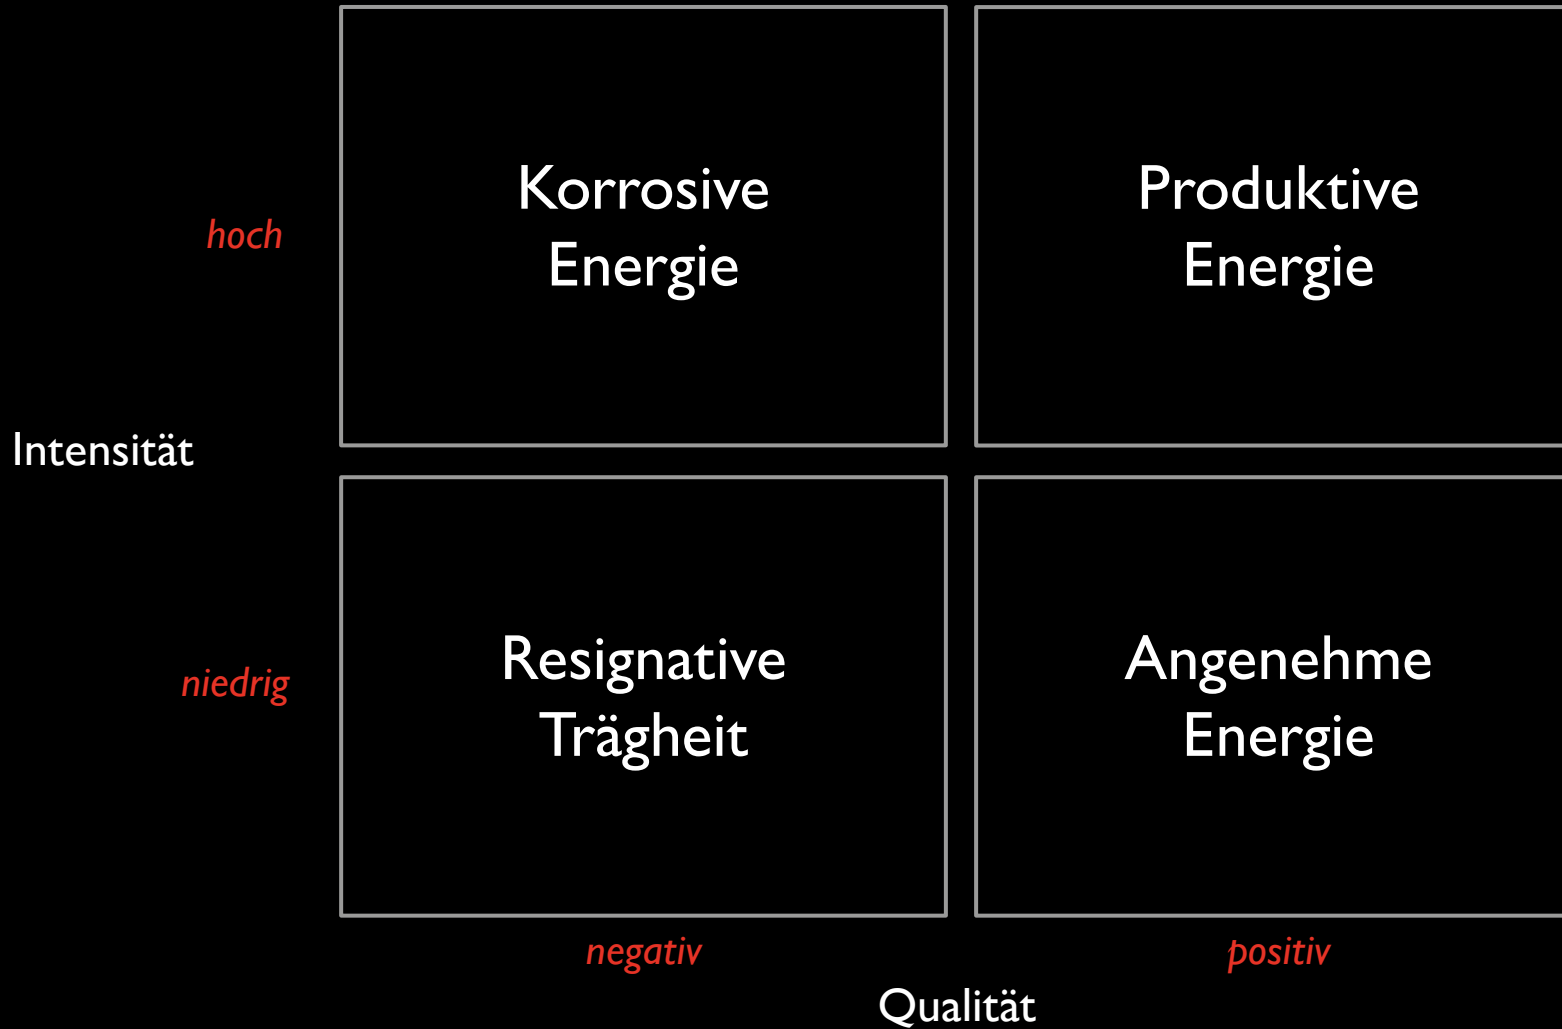 Korrosive
Energie
Produktive
Energie
hoch
Intensität
Resignative
Trägheit
Angenehme
Energie
niedrig
negativ
positiv
Qualität